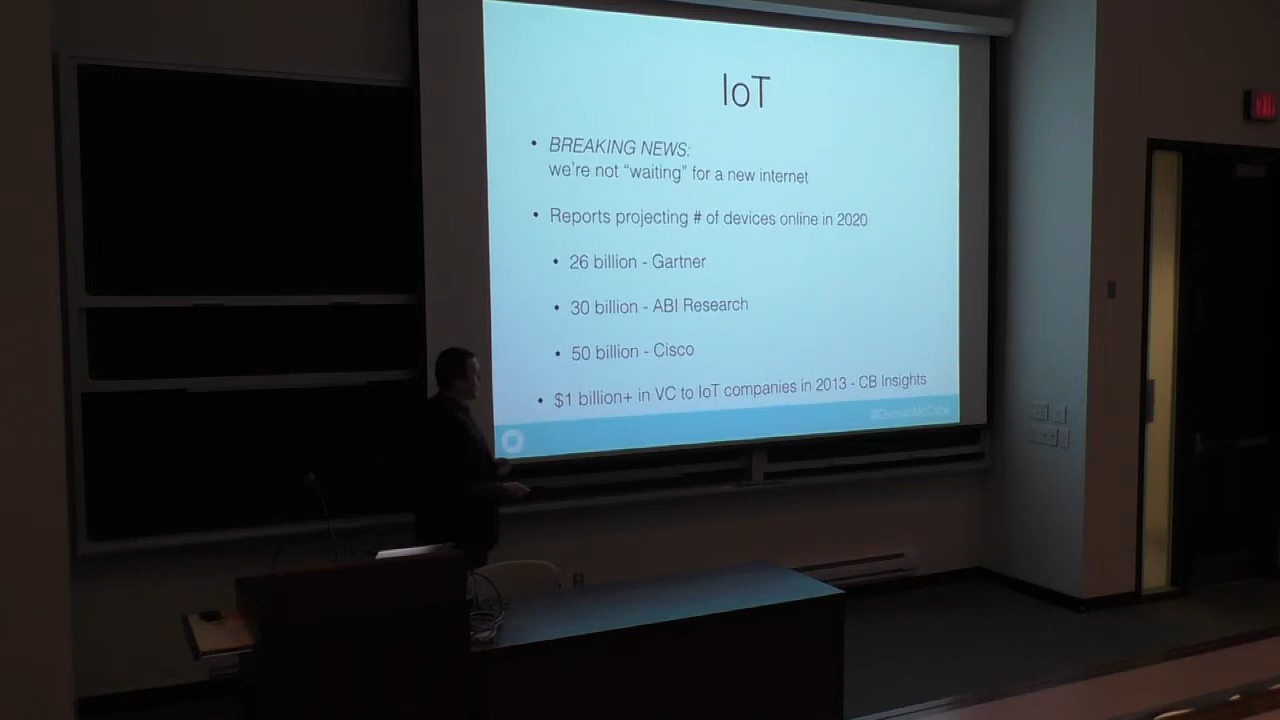 IoT
• BREAKING NEWS:
we're not “waiting” for a new internet
• Reports projecting # of devices online in 2020
• 26 billion - Gartner
• 30 billion - ABI Research
• 50 billion - Cisco
• $1 billion+ in VC to IoT companies in 2013 - CB Insights